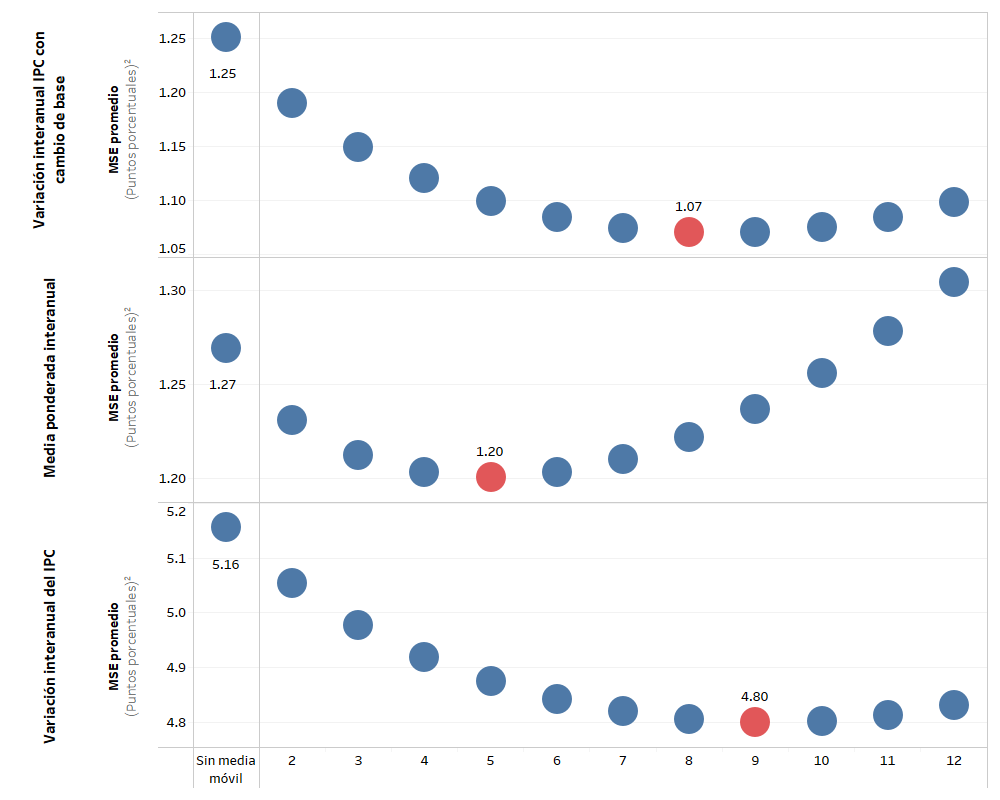 Variación interanual IPC con
cambio de base
MSE promedio
(Puntos porcentuales)²
1.25
1.20
1.15
1.10
1.05
1.25
1.07
Media ponderada interanual
MSE promedio
(Puntos porcentuales)²
1.30
1.25
1.20
1.27
1.20
Variación interanual del IPC
MSE promedio
(Puntos porcentuales)²
5.2
5.1
5.0
4.9
4.8
5.16
4.80
Sin media
móvil
2
3
4
5
6
7
8
9
10
11
12